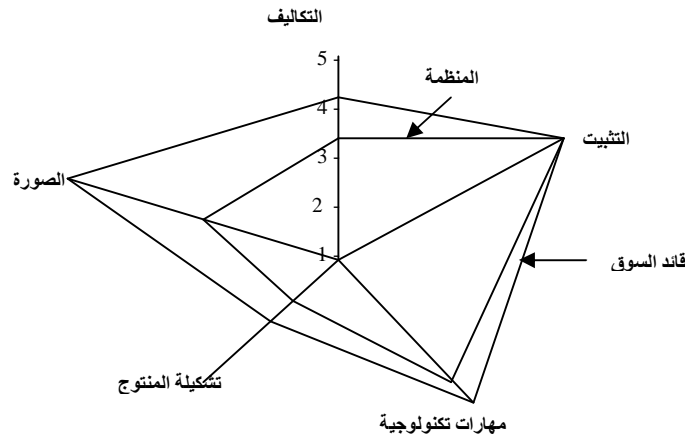 التكاليف
5
المنظمة
4
التثبيت
3
الصورة
2
1
قائد السوق
تشكيلة المنتوج
مهارات تكنولوجية